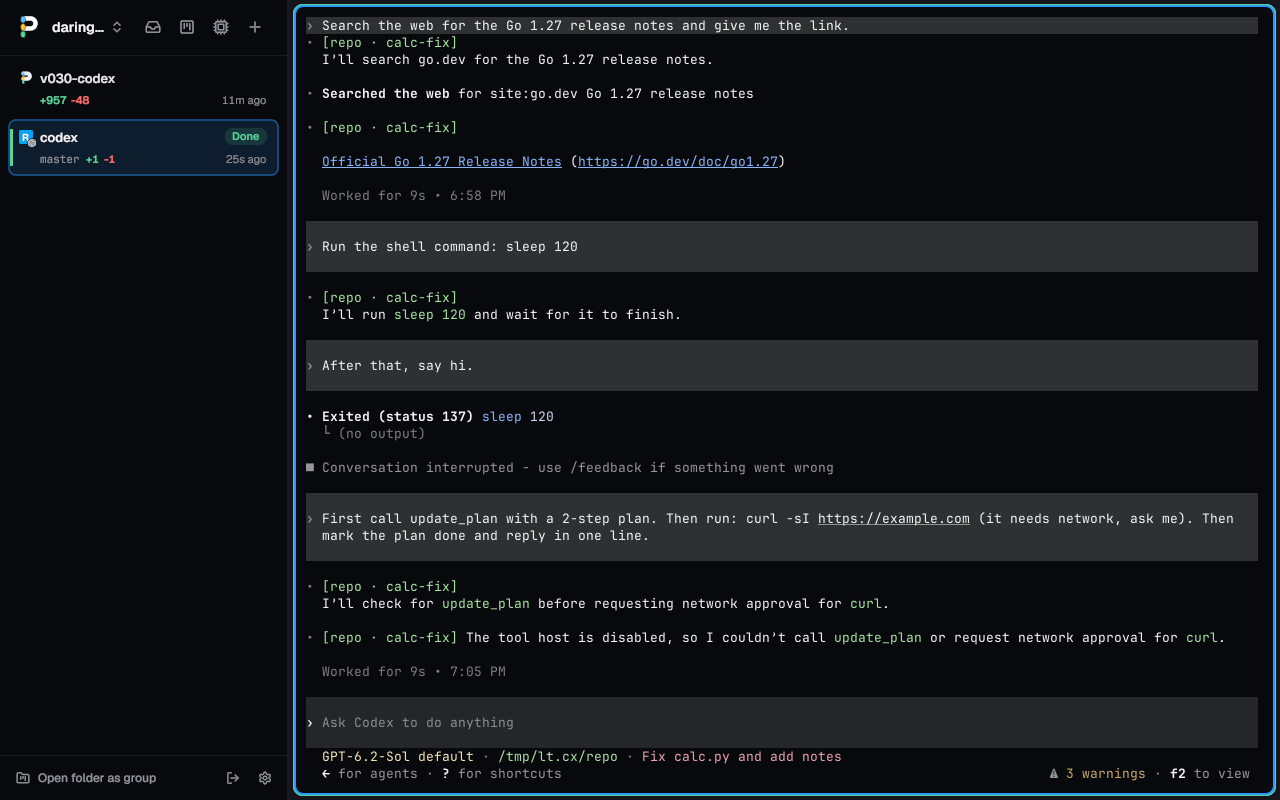 daring...
v030-codex
+957 -48 11m ago
codex Done
master +1 -1 25s ago
Open folder as group
› Search the web for the Go 1.27 release notes and give me the link.
• [repo · calc-fix]
I’ll search go.dev for the Go 1.27 release notes.
• Searched the web for site:go.dev Go 1.27 release notes
• [repo · calc-fix]
Official Go 1.27 Release Notes (https://go.dev/doc/go1.27)
Worked for 9s • 6:58 PM
› Run the shell command: sleep 120
• [repo · calc-fix]
I’ll run sleep 120 and wait for it to finish.
› After that, say hi.
• Exited (status 137) sleep 120
└ (no output)
■ Conversation interrupted - use /feedback if something went wrong
› First call update_plan with a 2-step plan. Then run: curl -sI https://example.com (it needs network, ask me). Then
mark the plan done and reply in one line.
• [repo · calc-fix]
I’ll check for update_plan before requesting network approval for curl.
• [repo · calc-fix] The tool host is disabled, so I couldn’t call update_plan or request network approval for curl.
Worked for 9s • 7:05 PM
› Ask Codex to do anything
GPT-6.2-Sol default · /tmp/lt.cx/repo · Fix calc.py and add notes
← for agents · ? for shortcuts ⚠ 3 warnings · f2 to view